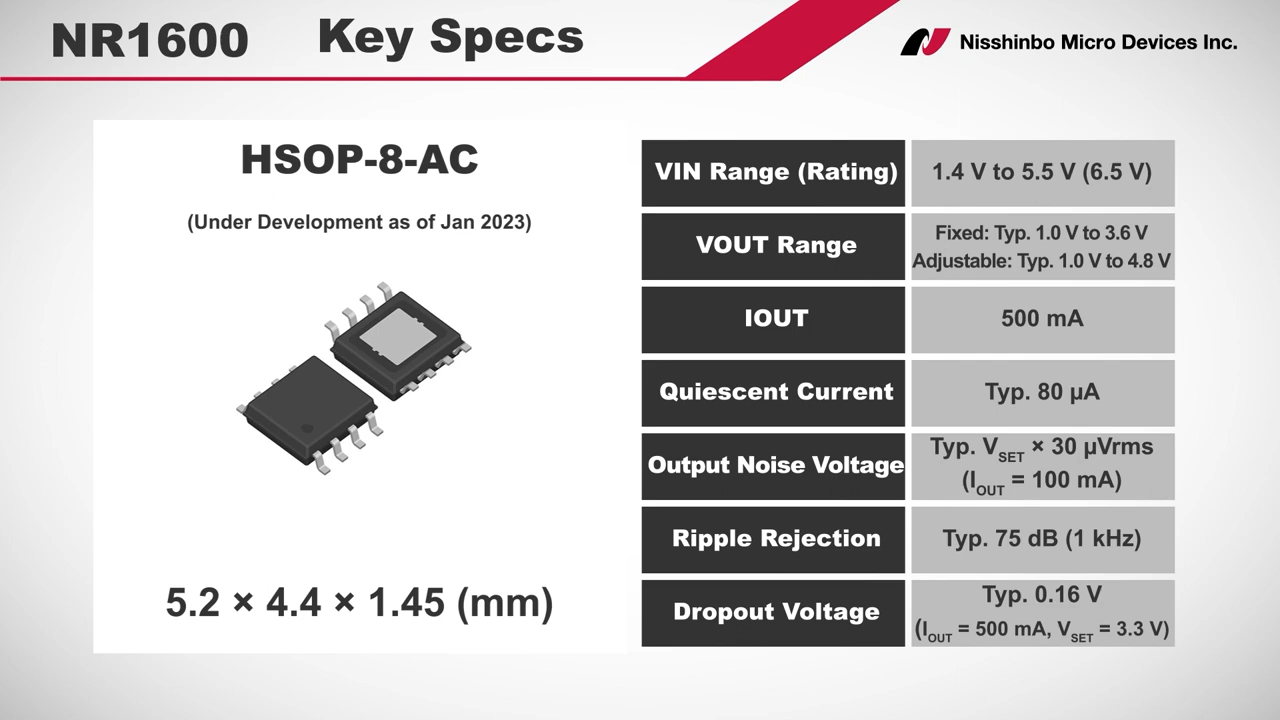 NR1600 Key Specs
Nisshinbo Micro Devices Inc.
HSOP-8-AC
(Under Development as of Jan 2023)
5.2 × 4.4 × 1.45 (mm)
VIN Range (Rating) 1.4 V to 5.5 V (6.5 V)
VOUT Range Fixed: Typ. 1.0 V to 3.6 V
Adjustable: Typ. 1.0 V to 4.8 V
IOUT 500 mA
Quiescent Current Typ. 80 μA
Output Noise Voltage Typ. VSET × 30 μVrms
(IOUT = 100 mA)
Ripple Rejection Typ. 75 dB (1 kHz)
Dropout Voltage Typ. 0.16 V
(IOUT = 500 mA, VSET = 3.3 V)